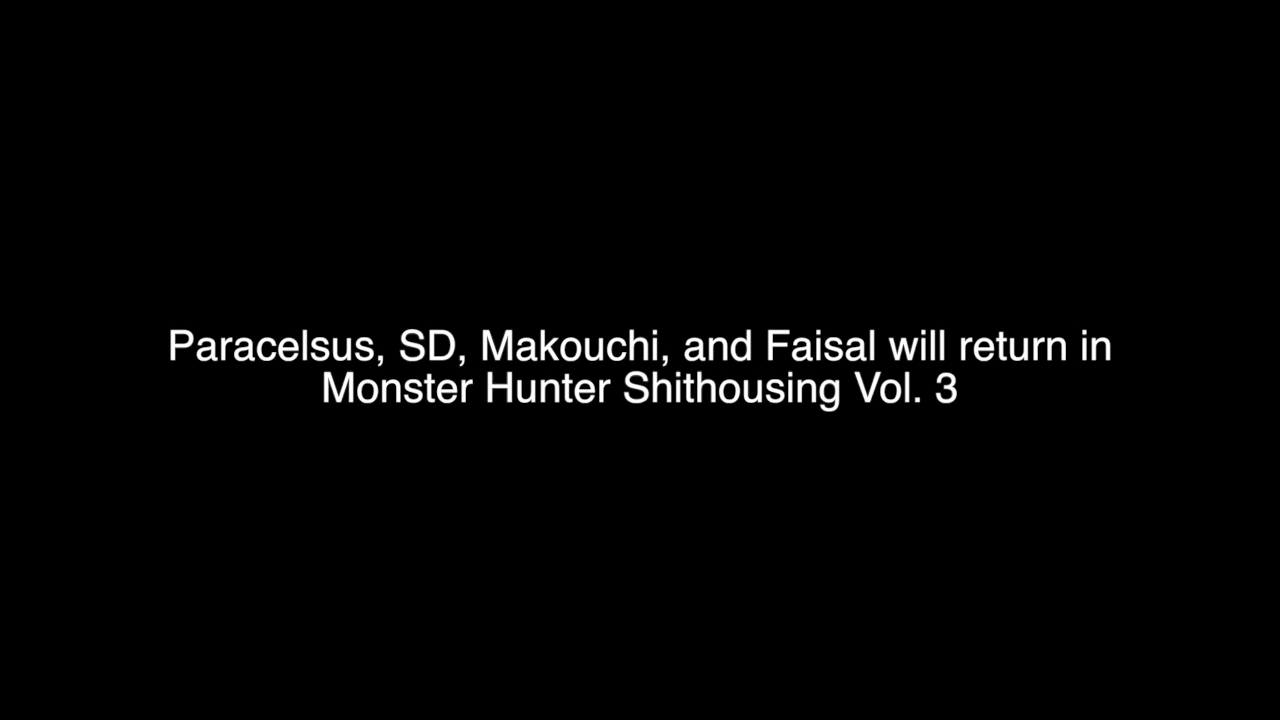 Paracelsus, SD, Makouchi, and Faisal will return in
Monster Hunter Shithousing Vol. 3